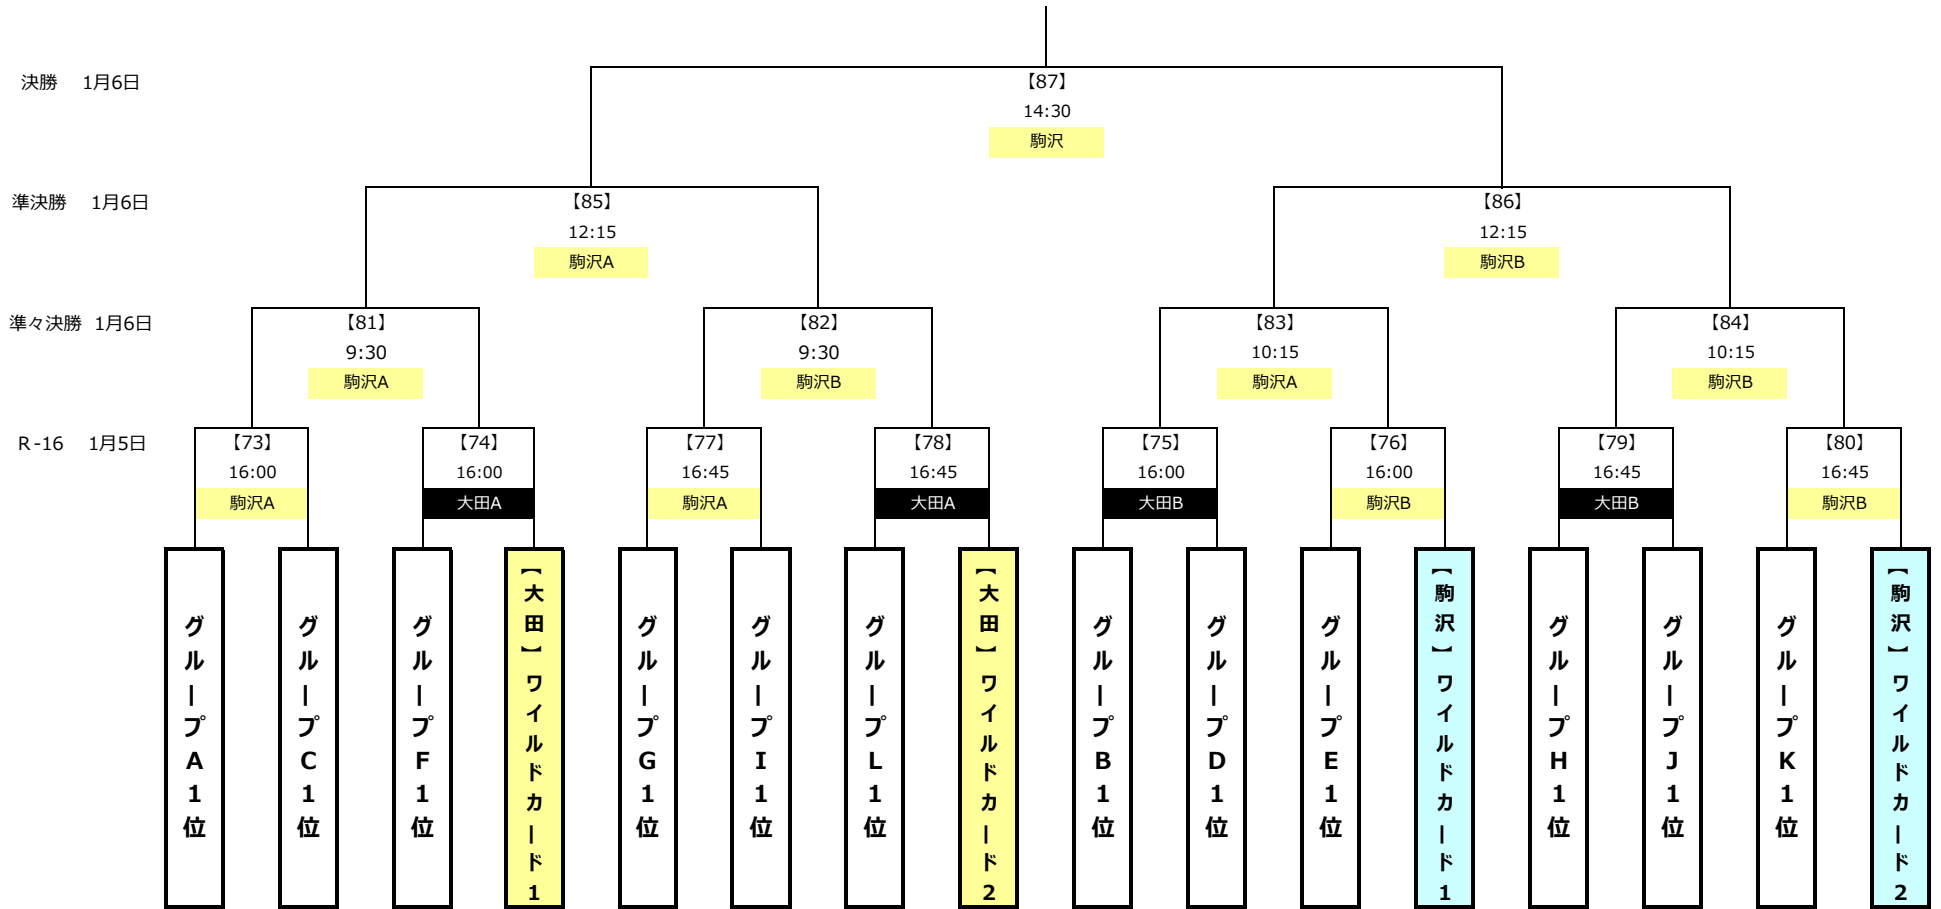 決勝 1月6日
【87】
14:30
駒沢
準決勝 1月6日
【85】 【86】
12:15 12:15
駒沢A 駒沢B
準々決勝 1月6日
【81】 【82】 【83】 【84】
9:30 9:30 10:15 10:15
駒沢A 駒沢B 駒沢A 駒沢B
R-16 1月5日
【73】 【74】 【77】 【78】 【75】 【76】 【79】 【80】
16:00 16:00 16:45 16:45 16:00 16:00 16:45 16:45
駒沢A 大田A 駒沢A 大田A 大田B 駒沢B 大田B 駒沢B
グループA1位
グループC1位
グループF1位
【大田】ワイルドカード1
グループG1位
グループI1位
グループL1位
【大田】ワイルドカード2
グループB1位
グループD1位
グループE1位
【駒沢】ワイルドカード1
グループH1位
グループJ1位
グループK1位
【駒沢】ワイルドカード2